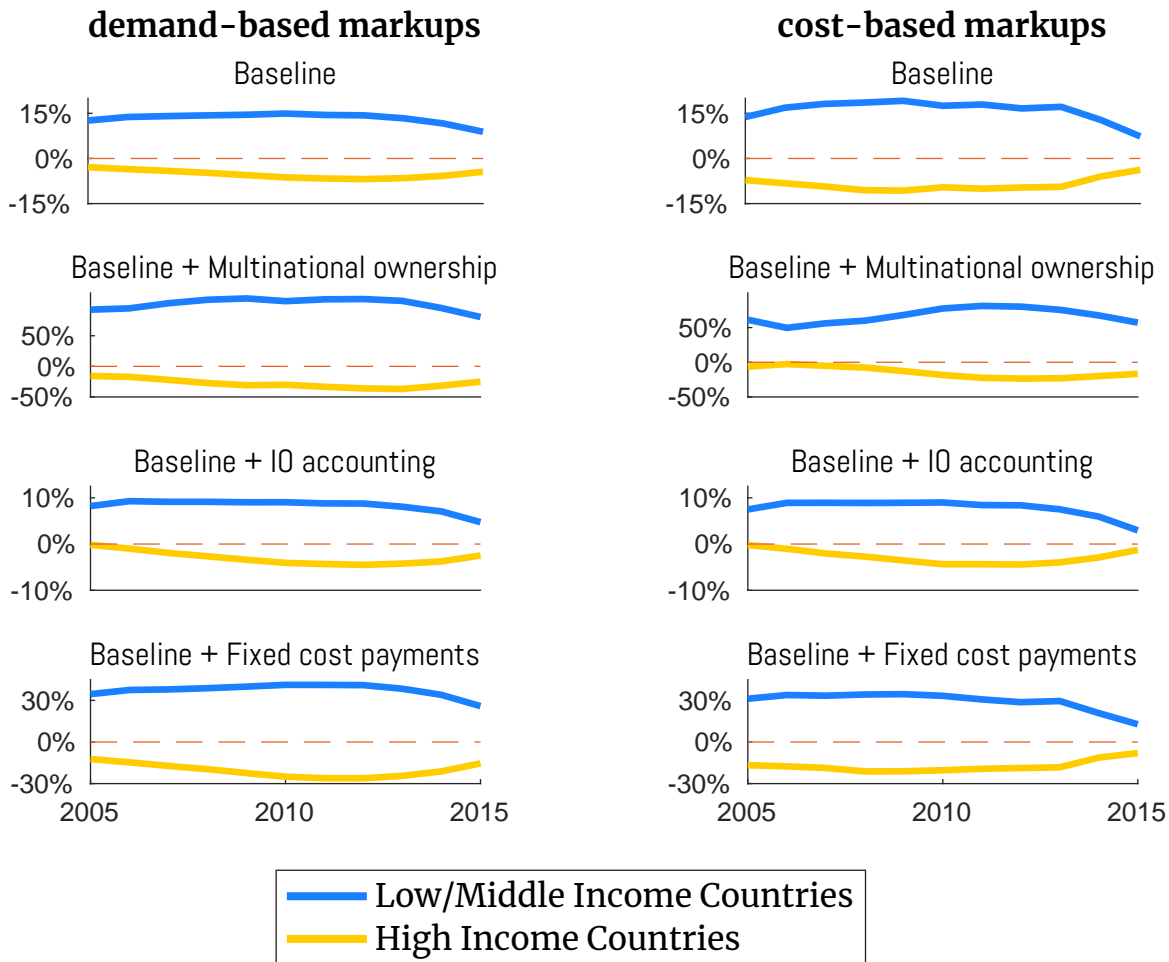 demand-based markups
cost-based markups
Baseline
15%
0%
-15%
Baseline
15%
0%
-15%
Baseline + Multinational ownership
50%
0%
-50%
Baseline + Multinational ownership
50%
0%
-50%
Baseline + IO accounting
10%
0%
-10%
Baseline + IO accounting
10%
0%
-10%
Baseline + Fixed cost payments
30%
0%
-30%
2005 2010 2015
Baseline + Fixed cost payments
30%
0%
-30%
2005 2010 2015
Low/Middle Income Countries
High Income Countries